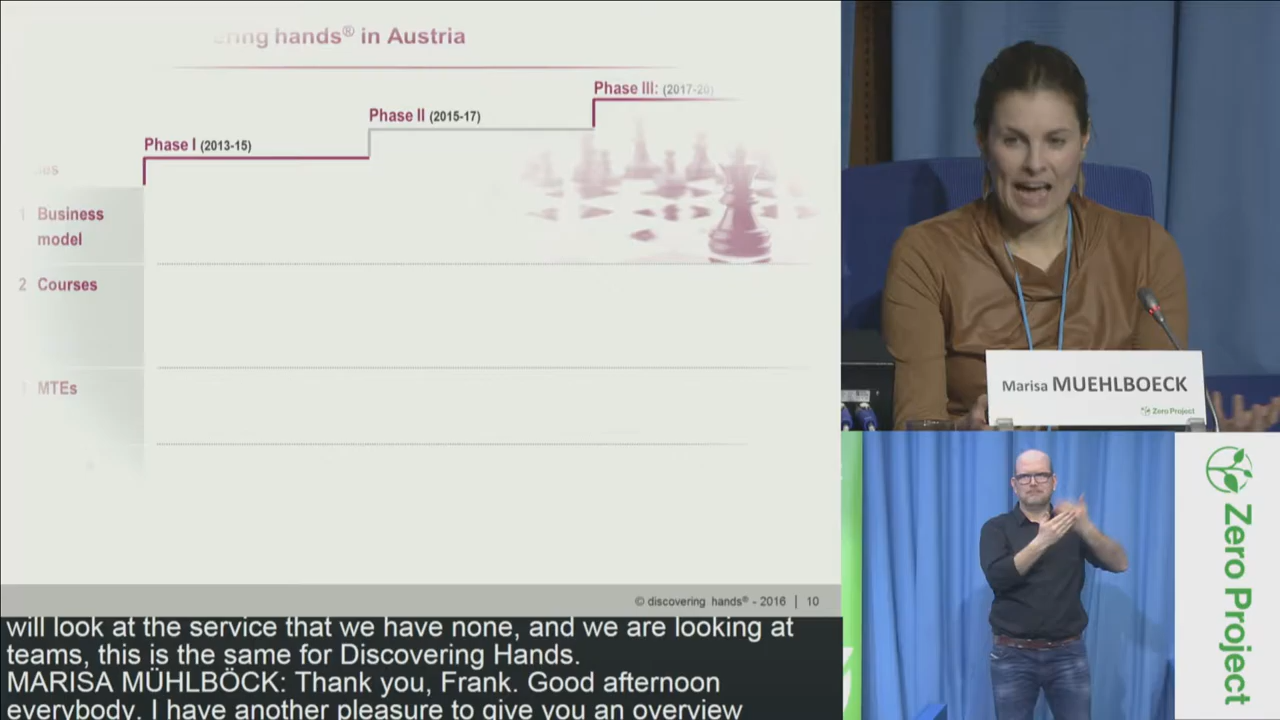 ering hands® in Austria
Phase III: (2017-20)
Phase II (2015-17)
Phase I (2013-15)
1 Business
model
2 Courses
MTEs
© discovering hands® - 2016 | 10
will look at the service that we have none, and we are looking at
teams, this is the same for Discovering Hands.
MARISA MÜHLBÖCK: Thank you, Frank. Good afternoon
everybody. I have another pleasure to give you an overview
Marisa MUEHLBOECK
Zero Project
Zero Project